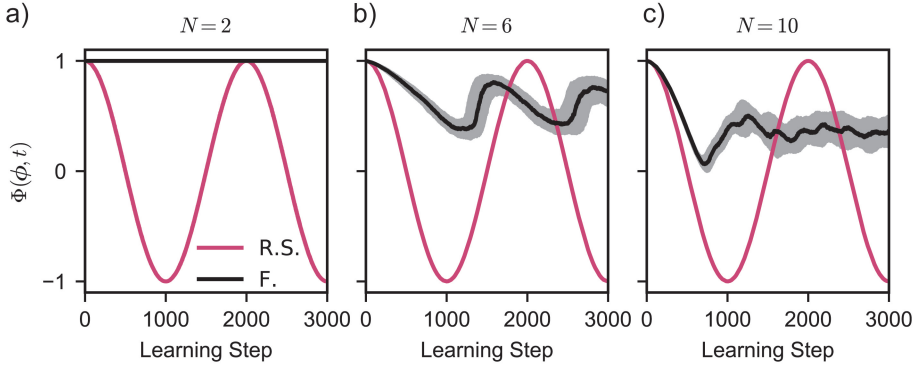 a)
N = 2
b)
N = 6
c)
N = 10
Φ(ϕ, t)
1
0
−1
R.S.
F.
0 1000 2000 3000
0 1000 2000 3000
0 1000 2000 3000
Learning Step
Learning Step
Learning Step